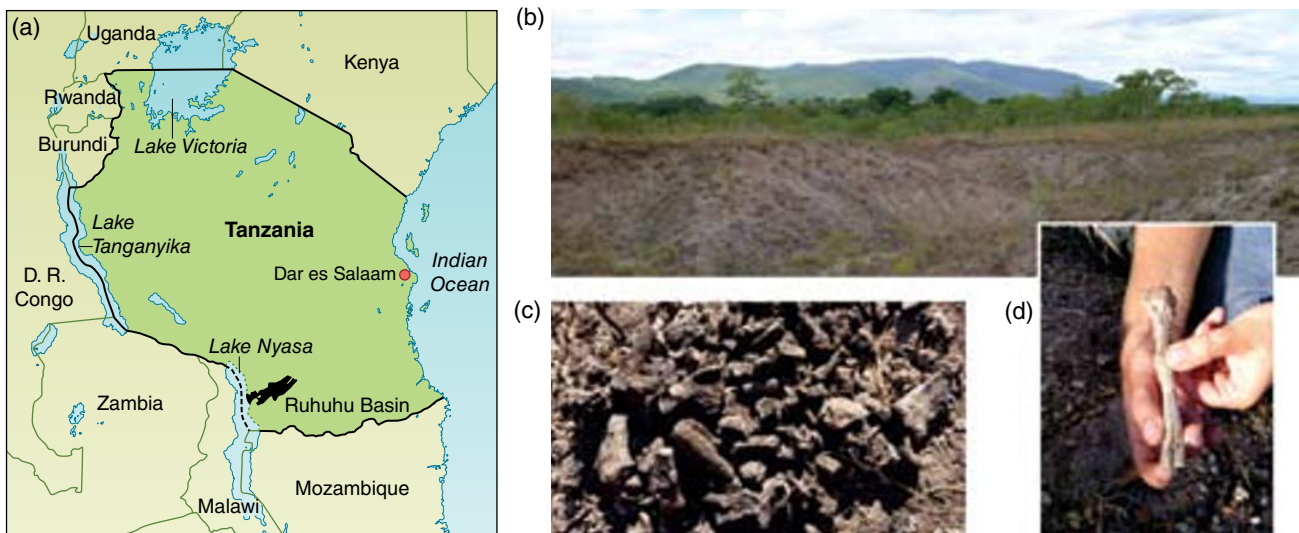 (a)
Uganda
Kenya
Rwanda
Burundi
Lake Victoria
Lake
Tanganyika
Tanzania
Dar es Salaam
Indian
Ocean
D. R.
Congo
Lake Nyasa
Zambia
Ruhuhu Basin
Malawi
Mozambique
(b)
(c)
(d)